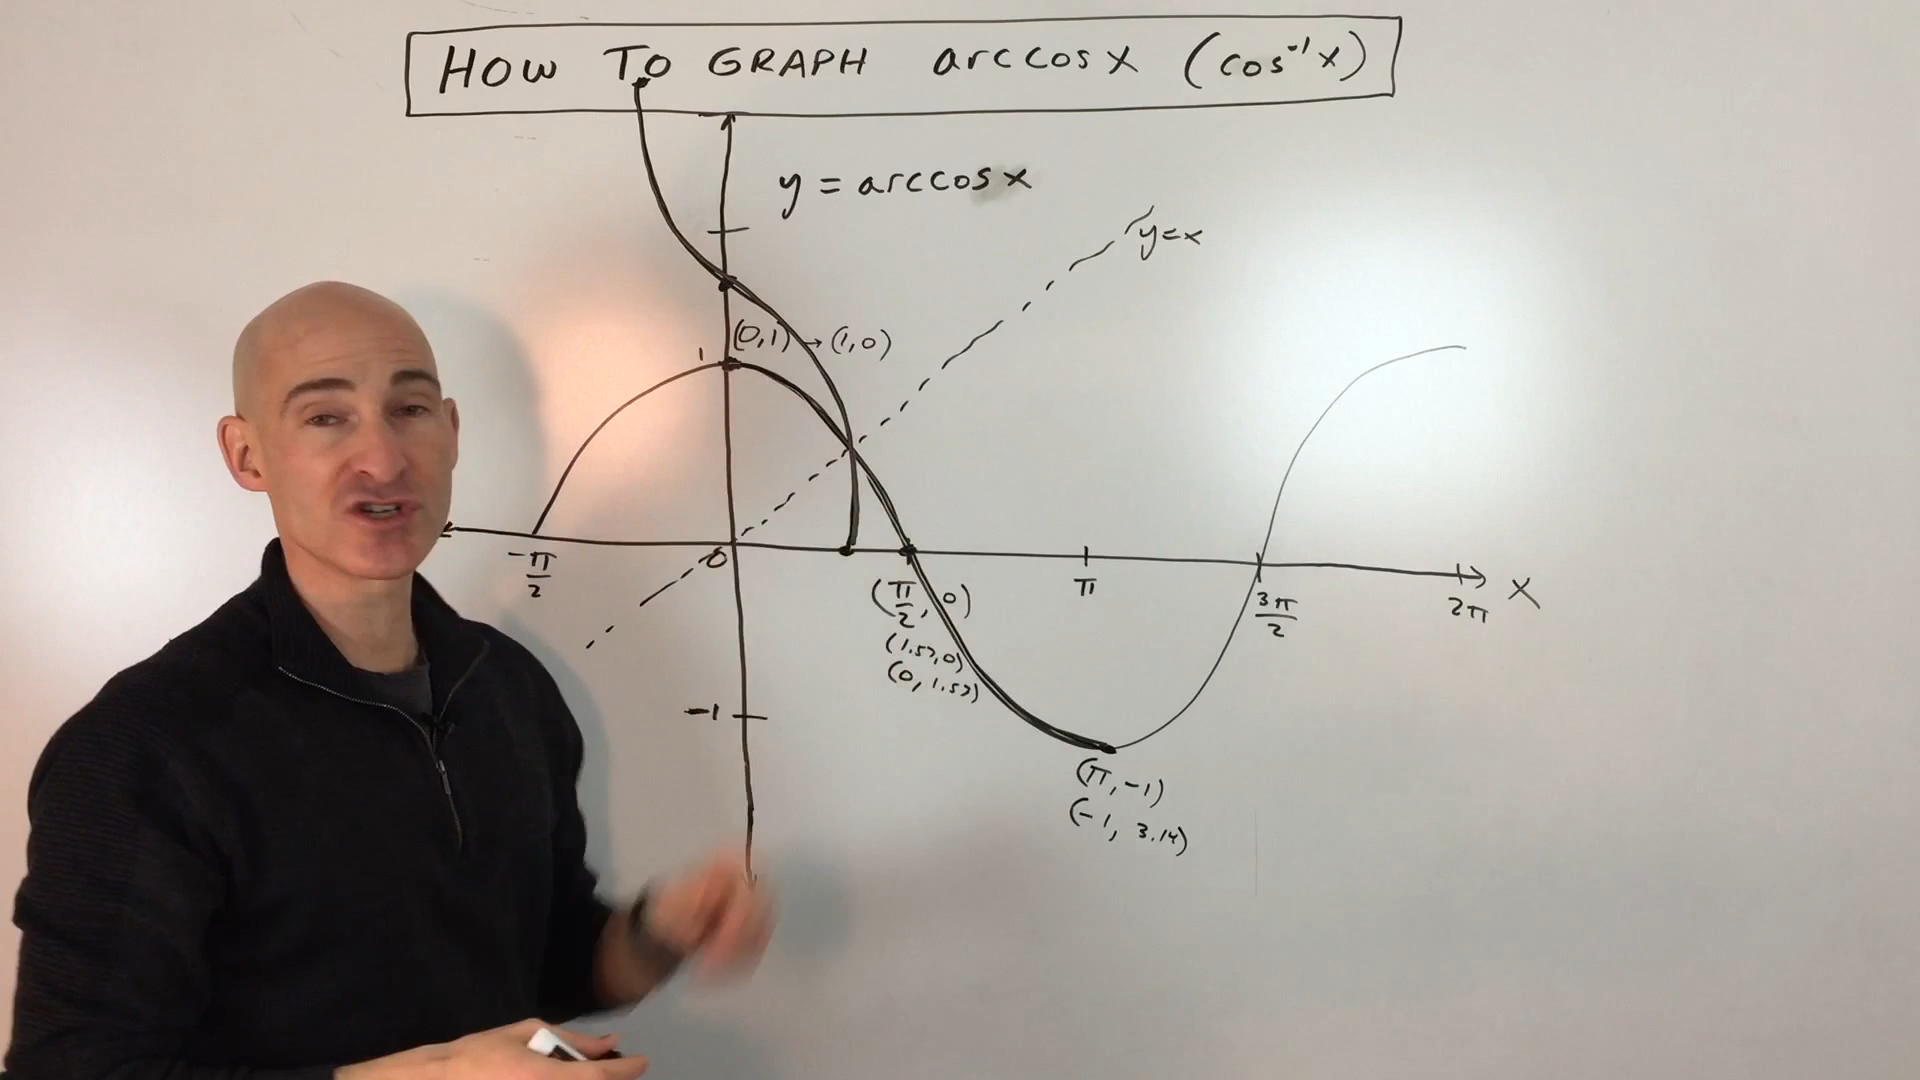 HOW TO GRAPH arccos x (cos⁻¹ x)
y = arccos x
y=x
1 (0,1) → (1,0)
-π/2
0
(π/2, 0)
π
3π/2
2π
x
(1.57,0)
(0, 1.57)
-1
(π, -1)
(-1, 3.14)